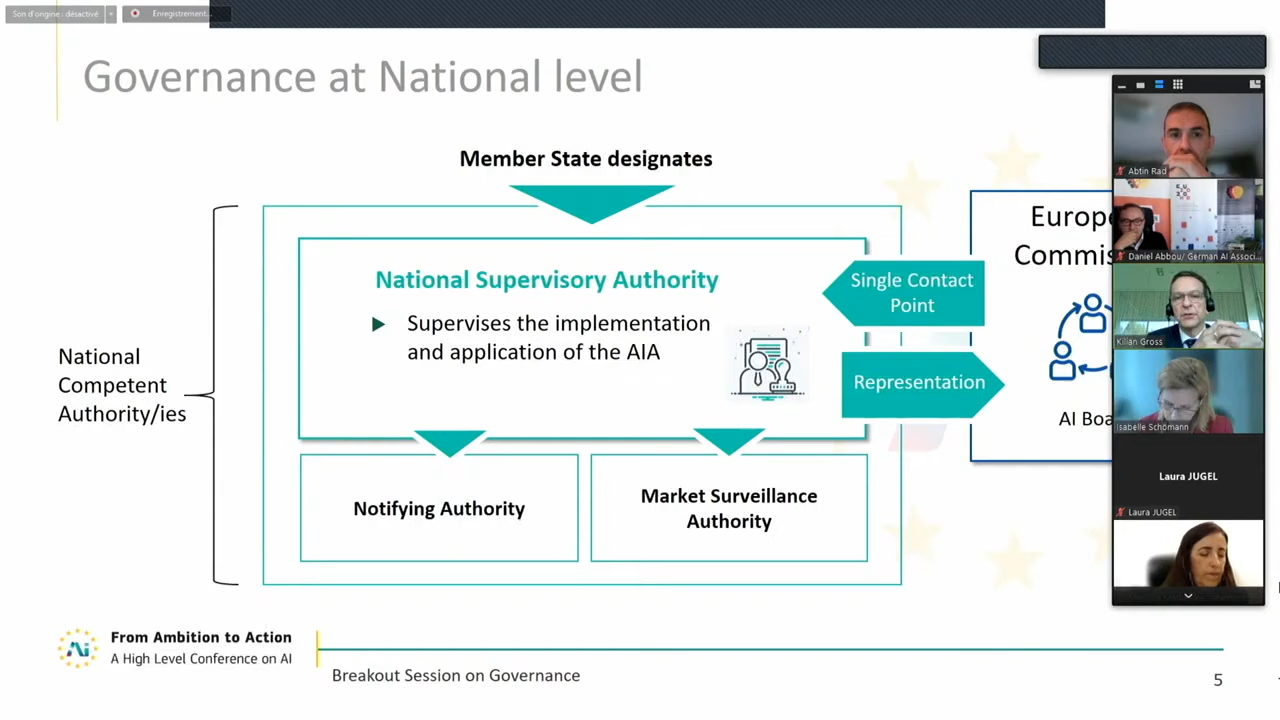 Son d'origine : désactivé
Enregistrement...
Governance at National level
Member State designates
National Supervisory Authority
Supervises the implementation
and application of the AIA
National
Competent
Authority/ies
Notifying Authority
Market Surveillance
Authority
Single Contact
Point
Representation
Europe
Commis
AI Boa
Abtin Rad
Daniel Abbou/ German AI Associ...
Kilian Gross
Isabelle Schömann
Laura JUGEL
Laura JUGEL
From Ambition to Action
A High Level Conference on AI
Breakout Session on Governance
5